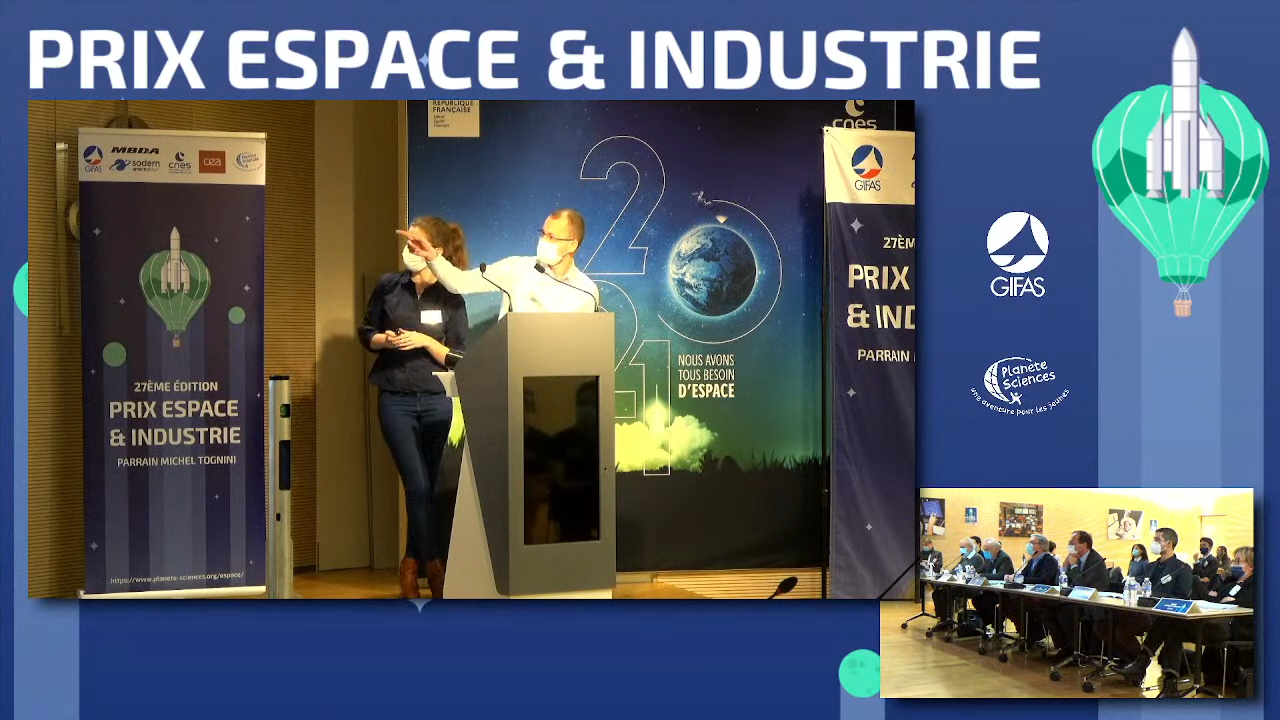 PRIX ESPACE & INDUSTRIE
RÉPUBLIQUE
FRANÇAISE
cnes
GIFAS
MBDA
sodern
cnes
cea
27ÈME ÉDITION
PRIX ESPACE
& INDUSTRIE
PARRAIN MICHEL TOGNINI
https://www.planete-sciences.org/espace/
2021
NOUS AVONS
TOUS BESOIN
D'ESPACE
GIFAS
27ÈM
PRIX
& IND
PARRAIN
GIFAS
Planète
Sciences
une aventure pour les jeunes